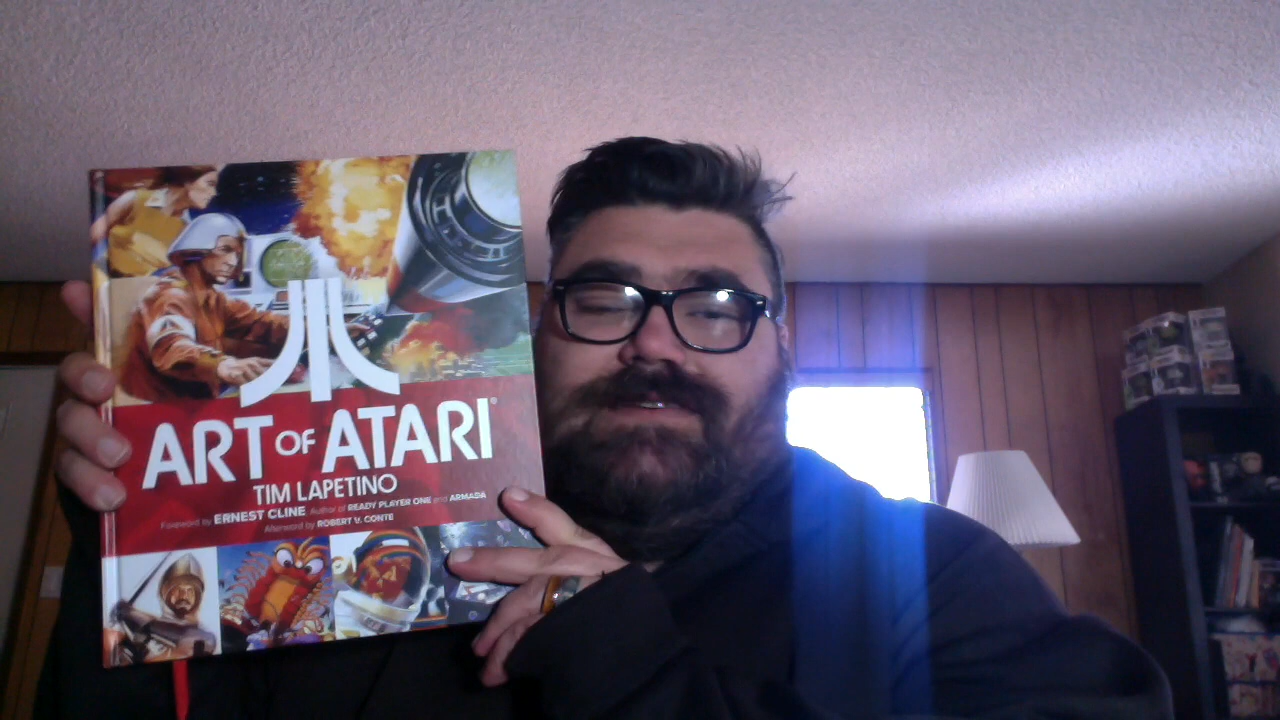 ART OF ATARI®
TIM LAPETINO
Foreword by ERNEST CLINE Author of READY PLAYER ONE and ARMADA
Afterword by ROBERT V. CONTE